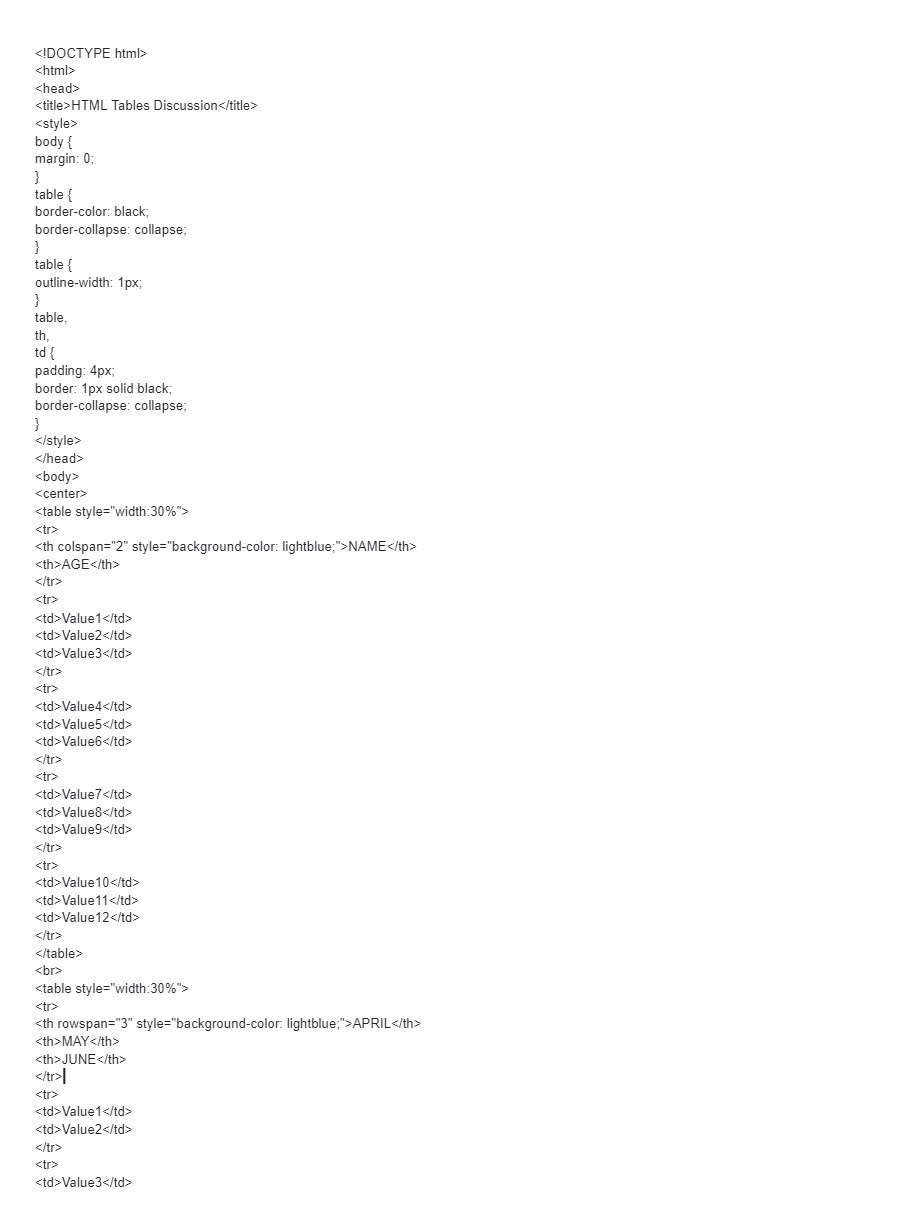 <!DOCTYPE html>
<html>
<head>
<title>HTML Tables Discussion</title>
<style>
body {
margin: 0;
}
table {
border-color: black;
border-collapse: collapse;
}
table {
outline-width: 1px;
}
table,
th,
td {
padding: 4px;
border: 1px solid black;
border-collapse: collapse;
}
</style>
</head>
<body>
<center>
<table style="width:30%">
<tr>
<th colspan="2" style="background-color: lightblue;">NAME</th>
<th>AGE</th>
</tr>
<tr>
<td>Value1</td>
<td>Value2</td>
<td>Value3</td>
</tr>
<tr>
<td>Value4</td>
<td>Value5</td>
<td>Value6</td>
</tr>
<tr>
<td>Value7</td>
<td>Value8</td>
<td>Value9</td>
</tr>
<tr>
<td>Value10</td>
<td>Value11</td>
<td>Value12</td>
</tr>
</table>
<br>
<table style="width:30%">
<tr>
<th rowspan="3" style="background-color: lightblue;">APRIL</th>
<th>MAY</th>
<th>JUNE</th>
</tr>
<tr>
<td>Value1</td>
<td>Value2</td>
</tr>
<tr>
<td>Value3</td>